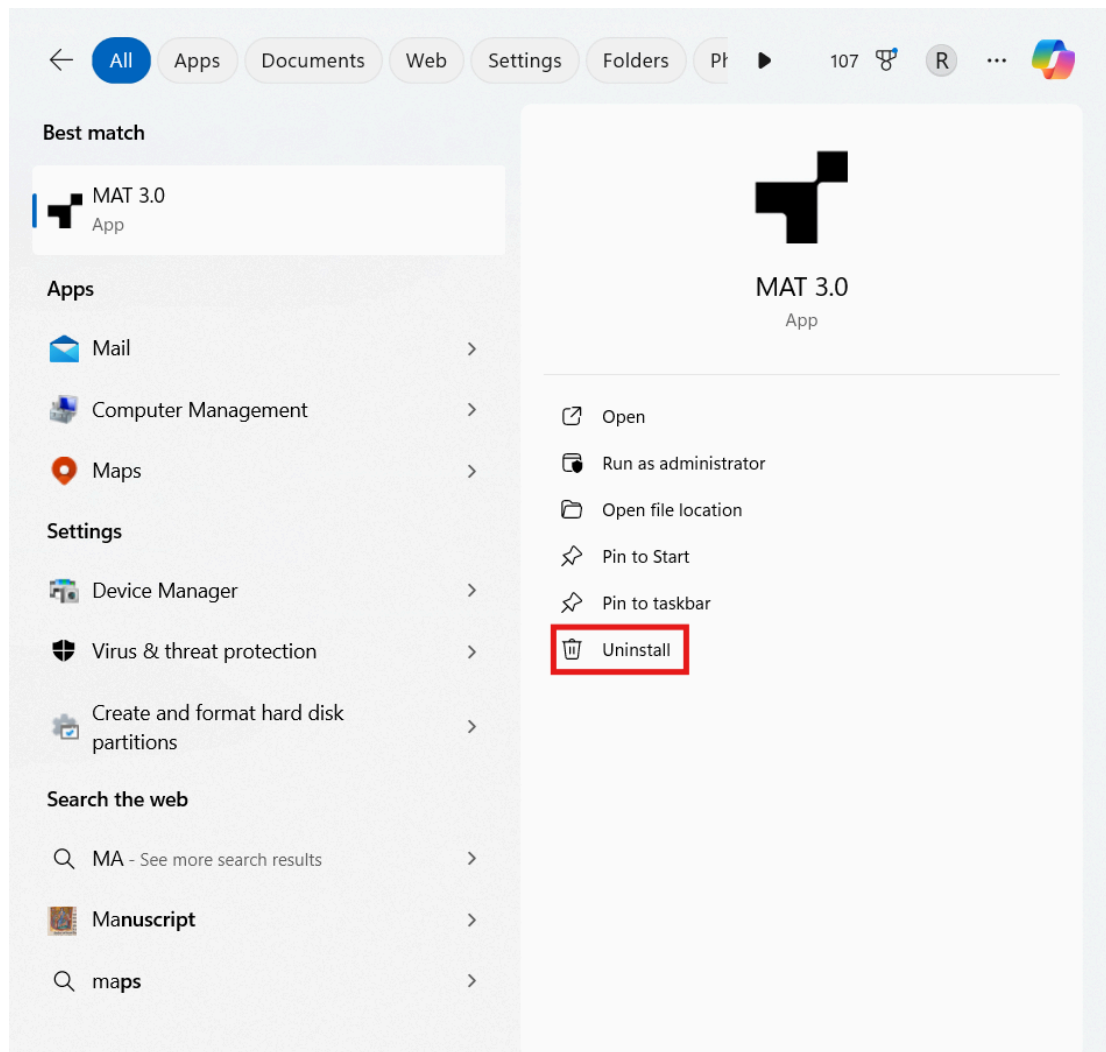 All Apps Documents Web Settings Folders Ph 107 R
Best match
MAT 3.0
App
Apps
Mail
Computer Management
Maps
Settings
Device Manager
Virus & threat protection
Create and format hard disk
partitions
Search the web
MA - See more search results
Manuscript
maps
MAT 3.0
App
Open
Run as administrator
Open file location
Pin to Start
Pin to taskbar
Uninstall